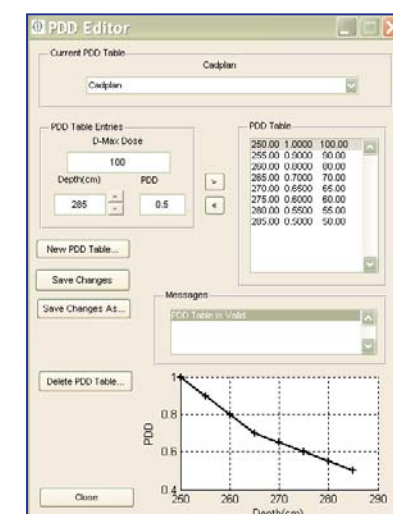 PDD Editor
Current PDD Table
Cadplan
Cadplan
PDD Table Entries
D-Max Dose
100
Depth(cm) PDD
285 0.5
>
<
PDD Table
250.00 1.0000 100.00
255.00 0.9000 90.00
260.00 0.8000 80.00
265.00 0.7000 70.00
270.00 0.6500 65.00
275.00 0.6000 60.00
280.00 0.5500 55.00
285.00 0.5000 50.00
New PDD Table...
Save Changes
Save Changes As...
Messages
PDD Table is Valid
Delete PDD Table...
Close
1
0.8
0.6
0.4
PDD
250 260 270 280 290
Depth(cm)